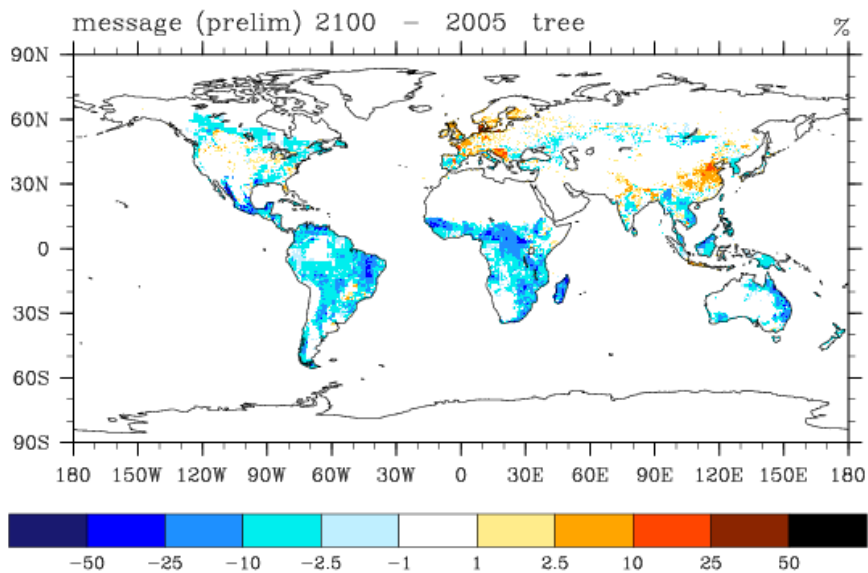 message (prelim) 2100 − 2005 tree %
90N
60N
30N
0
30S
60S
90S
180 150W 120W 90W 60W 30W 0 30E 60E 90E 120E 150E 180
−50 −25 −10 −2.5 −1 1 2.5 10 25 50